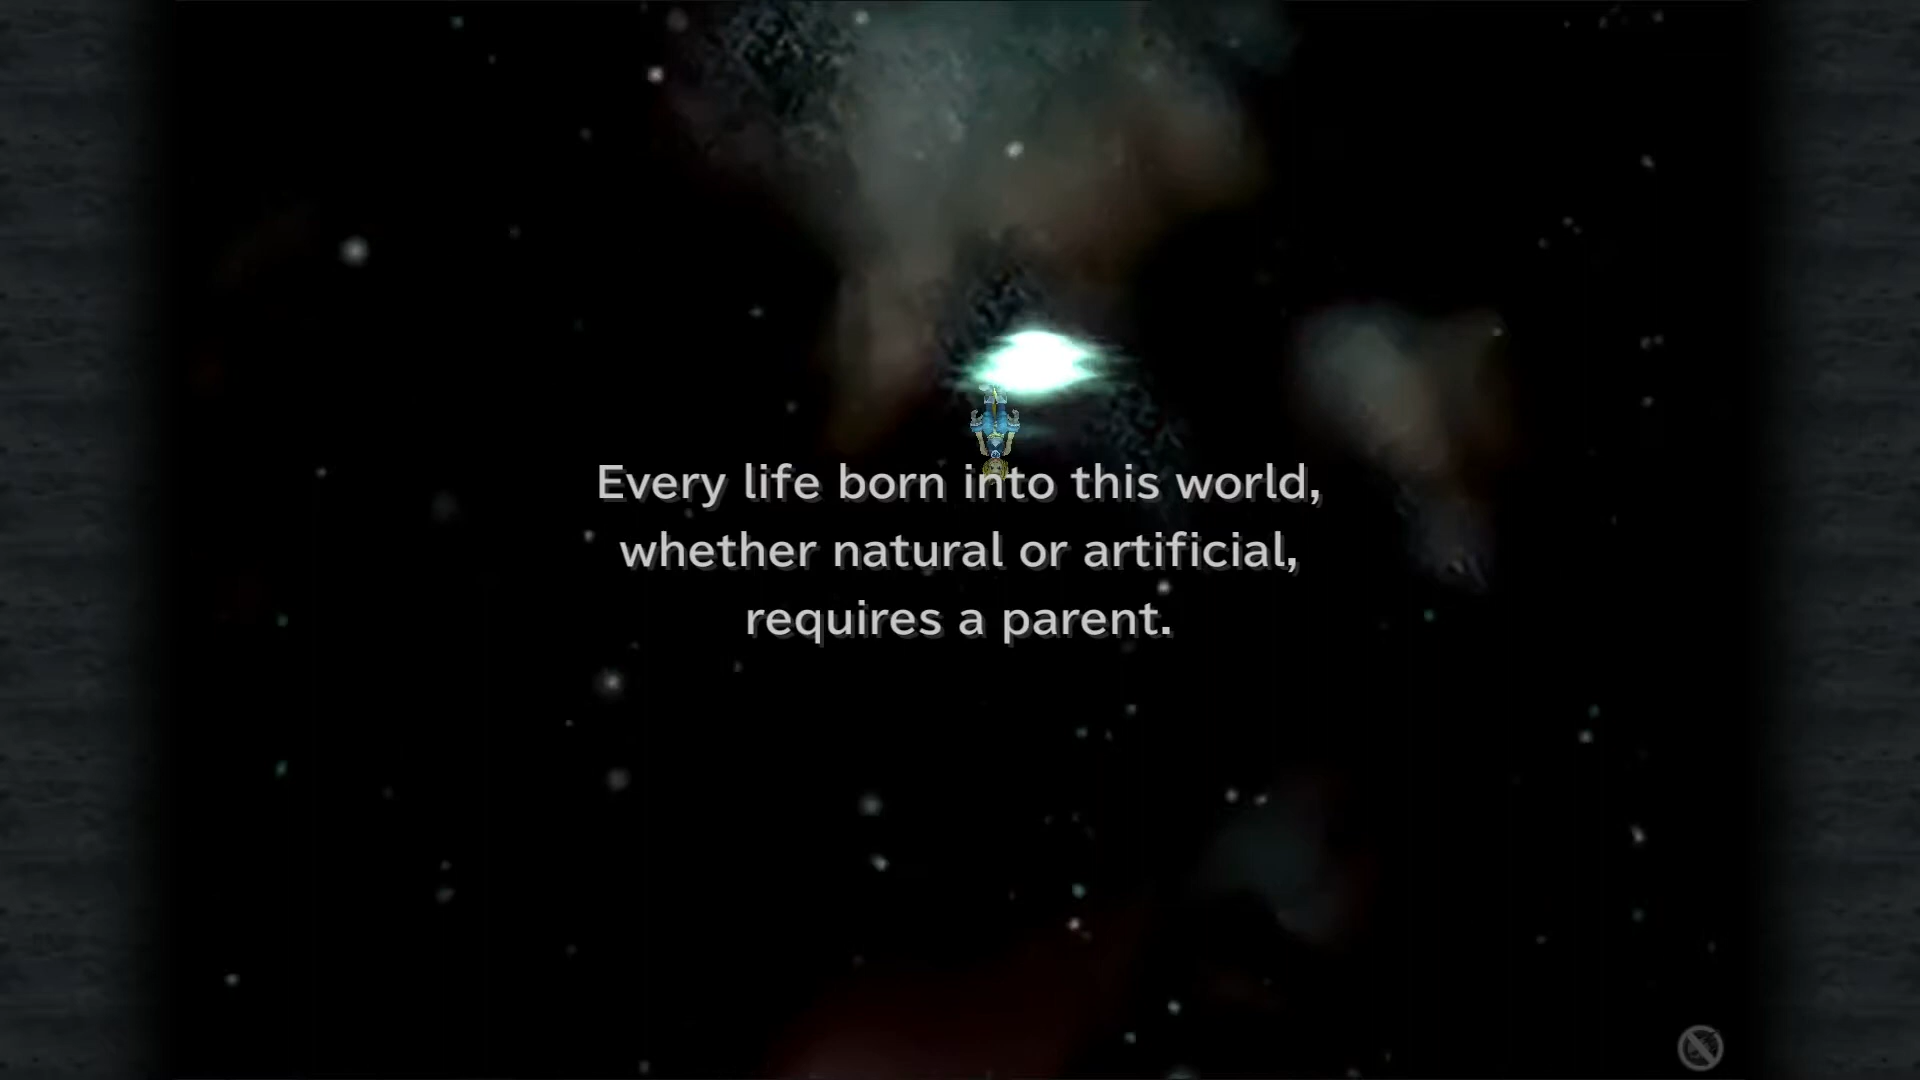 Every life born into this world,
whether natural or artificial,
requires a parent.